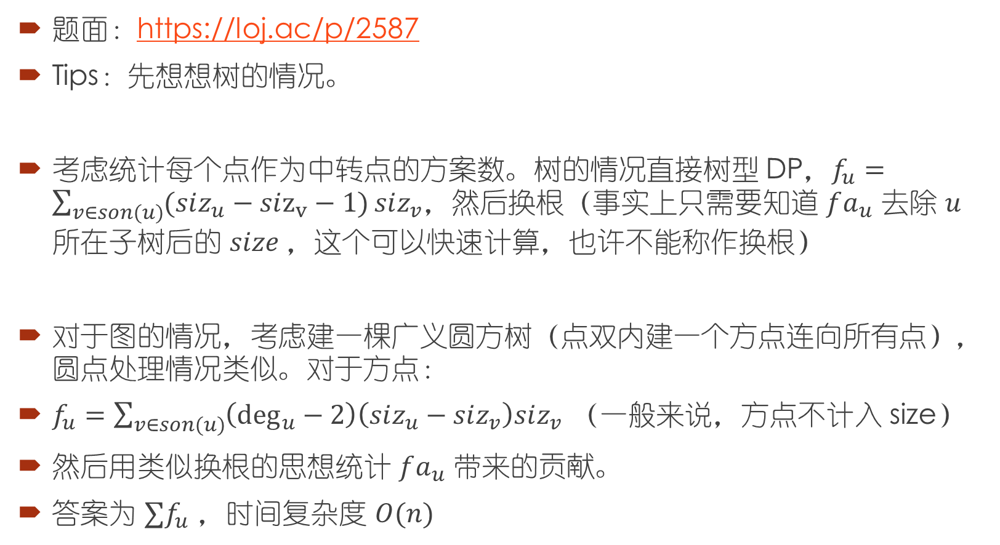 题面：https://loj.ac/p/2587
Tips：先想想树的情况。
考虑统计每个点作为中转点的方案数。树的情况直接树型 DP，f_u =
∑_{v∈son(u)}(siz_u − siz_v − 1) siz_v，然后换根（事实上只需要知道 fa_u 去除 u
所在子树后的 size ，这个可以快速计算，也许不能称作换根）
对于图的情况，考虑建一棵广义圆方树（点双内建一个方点连向所有点），
圆点处理情况类似。对于方点：
f_u = ∑_{v∈son(u)}(deg_u − 2)(siz_u − siz_v)siz_v （一般来说，方点不计入 size）
然后用类似换根的思想统计 fa_u 带来的贡献。
答案为 ∑f_u ，时间复杂度 O(n)